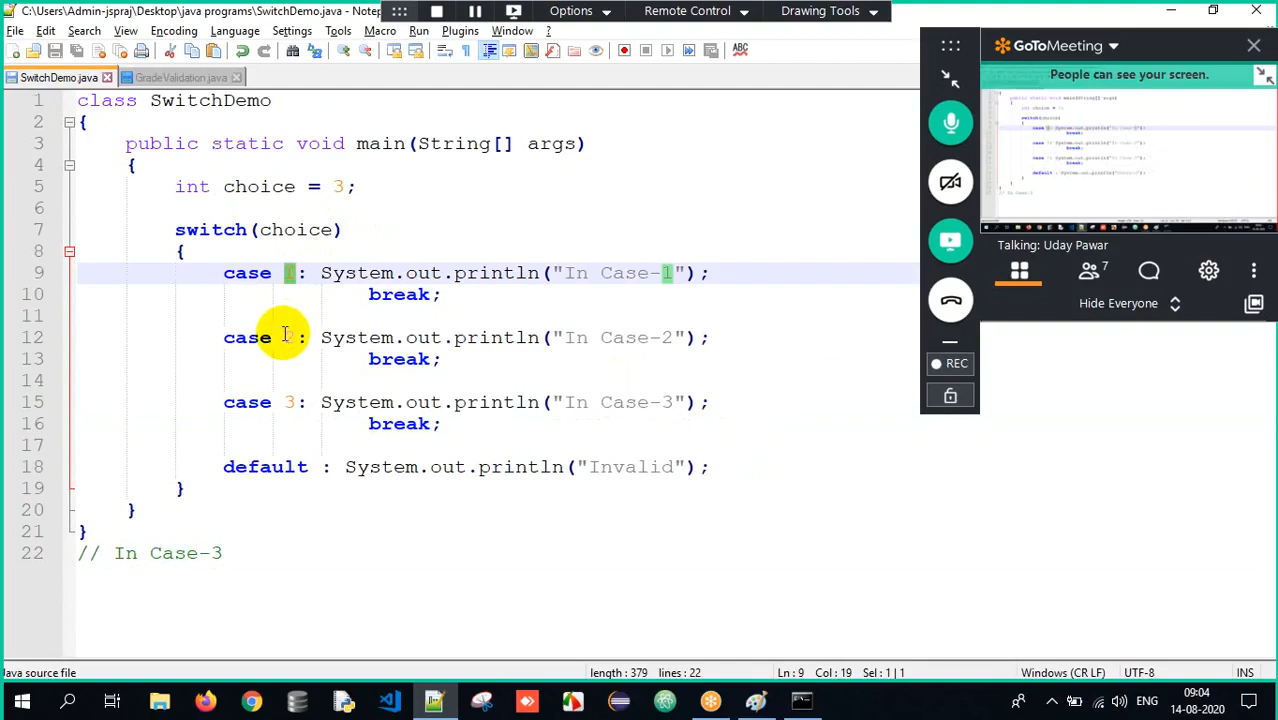 C:\Users\Admin-jspraj\Desktop\java programs\SwitchDemo.java - Notep
Options
Remote Control
Drawing Tools
File Edit Search View Encoding Language Settings Tools Macro Run Plugins Window ?
SwitchDemo.java GradeValidation.java
1 class SwitchDemo
2 {
3 public static void main(String[] args)
4 {
5 int choice = 3;
6
7 switch(choice)
8 {
9 case 1: System.out.println("In Case-1");
10 break;
11
12 case 2: System.out.println("In Case-2");
13 break;
14
15 case 3: System.out.println("In Case-3");
16 break;
17
18 default : System.out.println("Invalid");
19 }
20 }
21 }
22 // In Case-3
GoToMeeting
People can see your screen.
Talking: Uday Pawar
7
Hide Everyone
REC
Java source file length : 379 lines : 22 Ln : 9 Col : 19 Sel : 1 | 1 Windows (CR LF) UTF-8 INS
ENG
09:04
14-08-2020